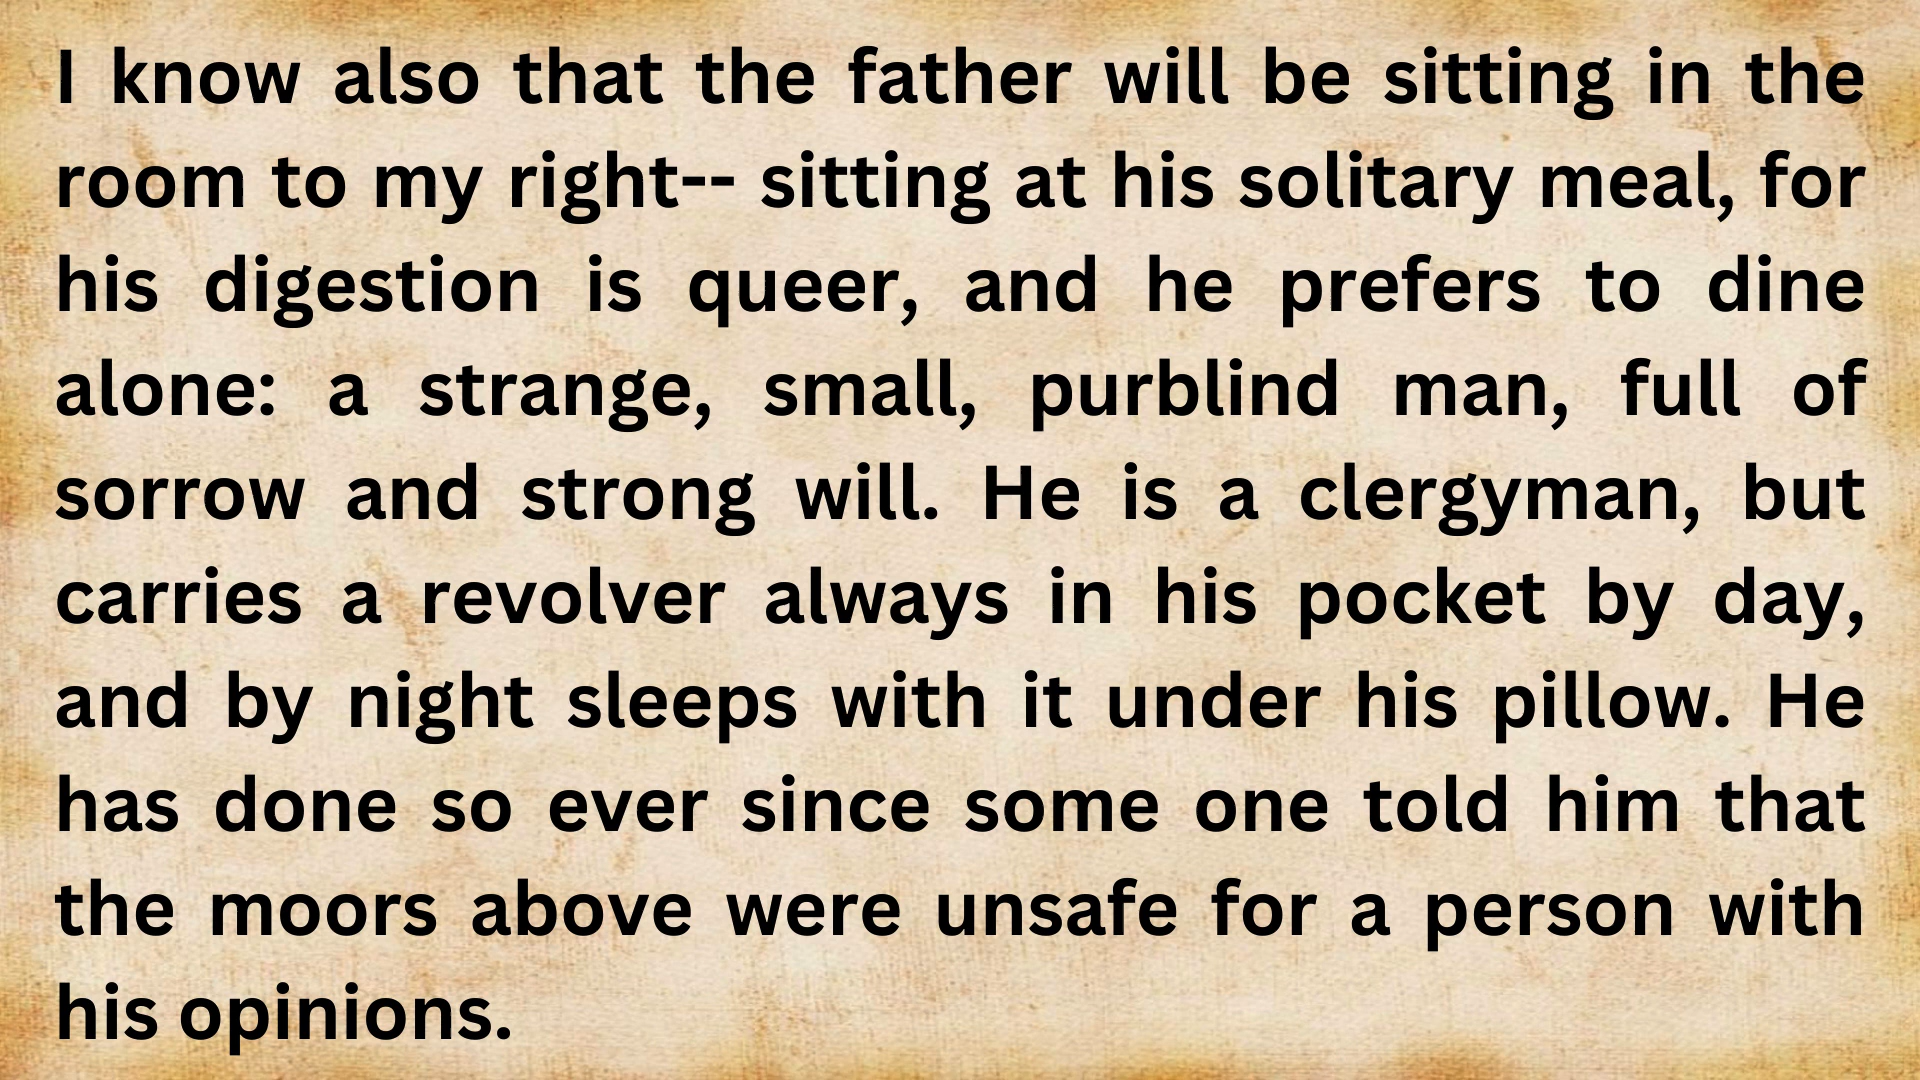 I know also that the father will be sitting in the
room to my right-- sitting at his solitary meal, for
his digestion is queer, and he prefers to dine
alone: a strange, small, purblind man, full of
sorrow and strong will. He is a clergyman, but
carries a revolver always in his pocket by day,
and by night sleeps with it under his pillow. He
has done so ever since some one told him that
the moors above were unsafe for a person with
his opinions.